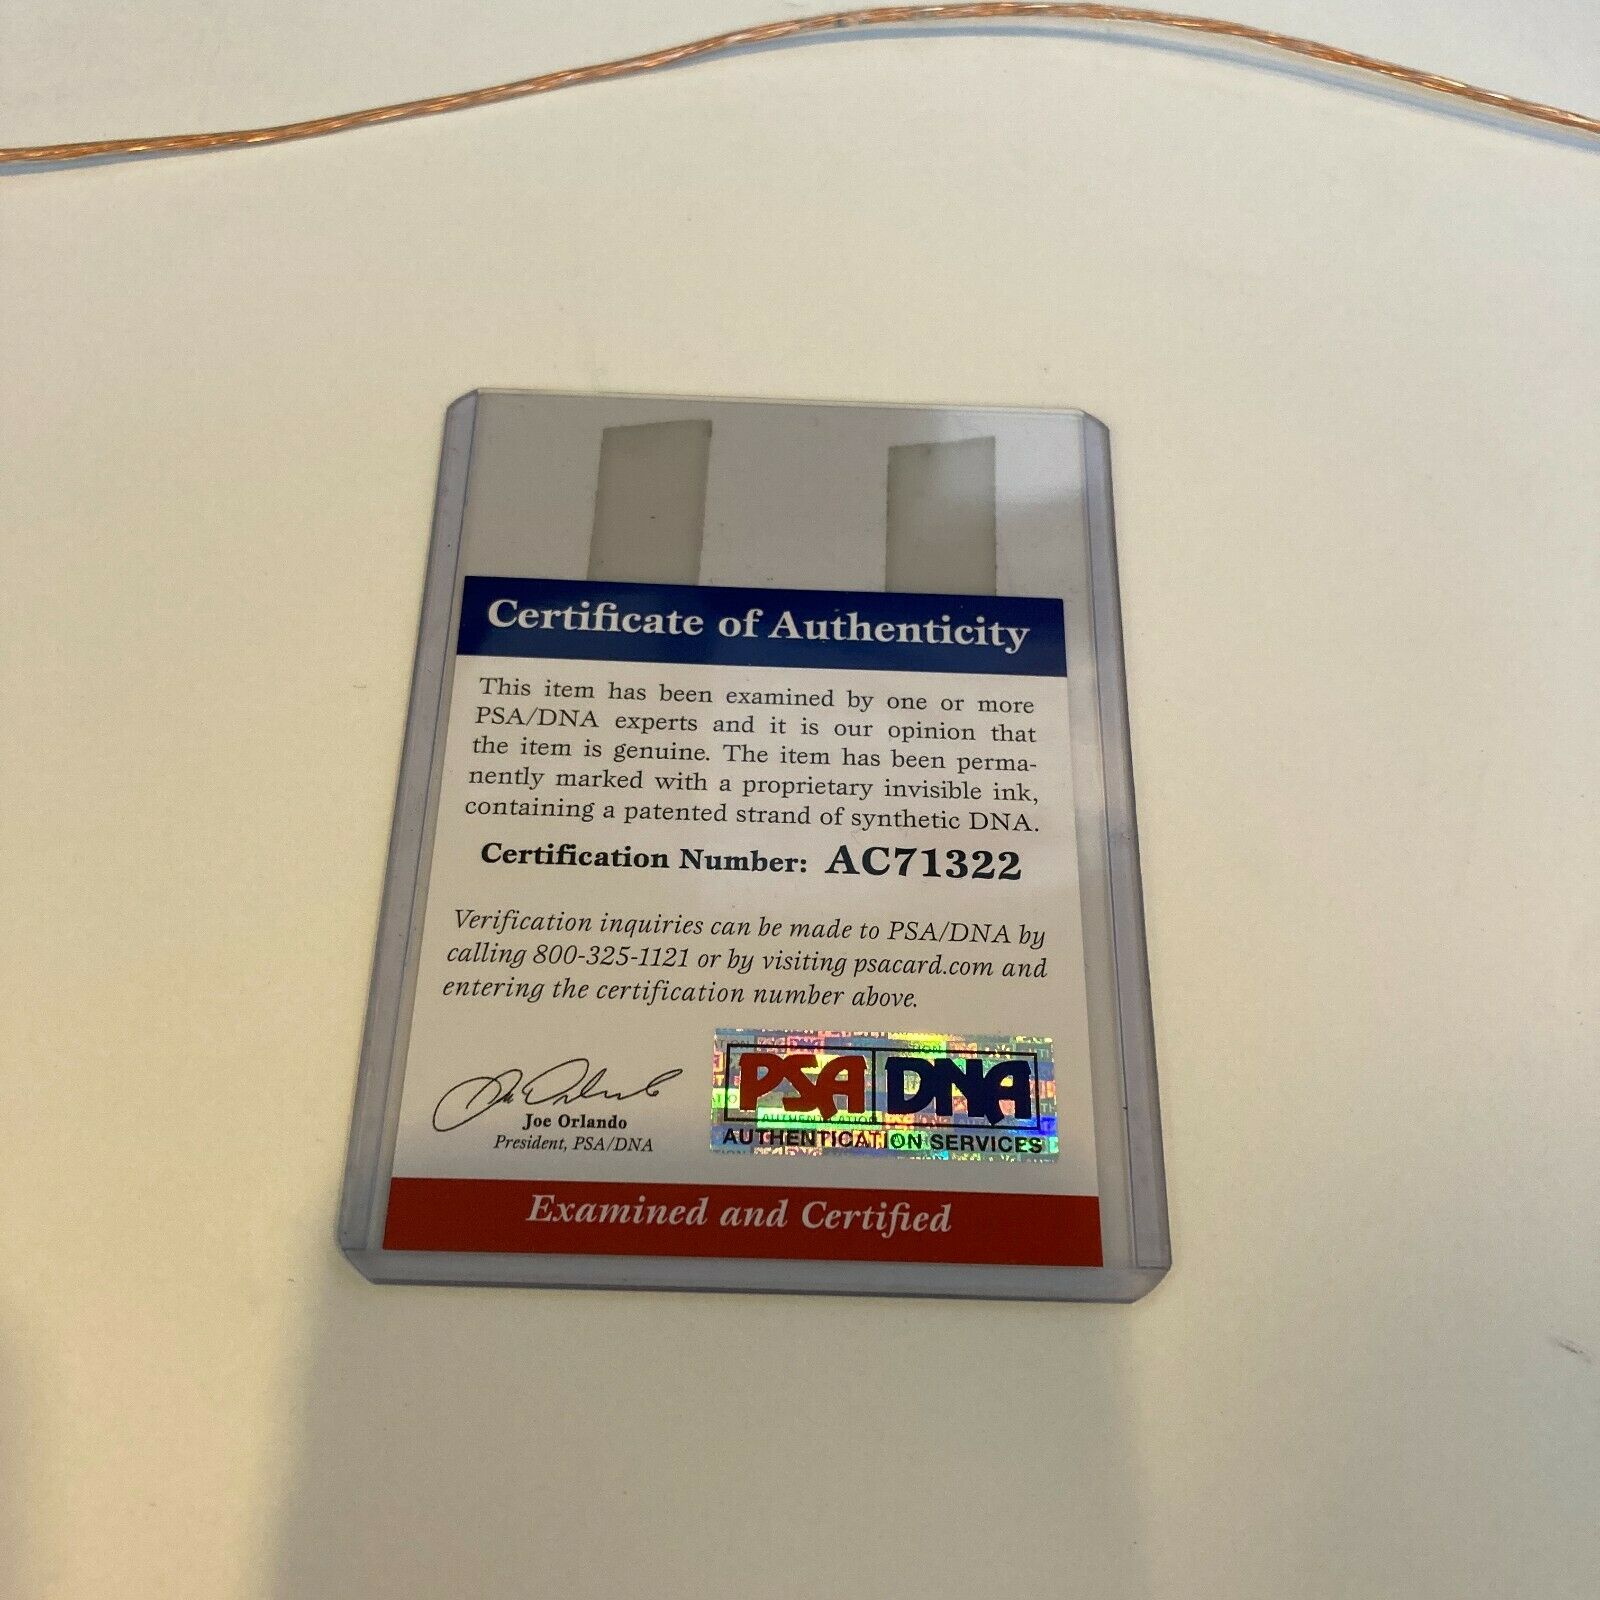 Certificate of Authenticity
This item has been examined by one or more
PSA/DNA experts and it is our opinion that
the item is genuine. The item has been perma-
nently marked with a proprietary invisible ink,
containing a patented strand of synthetic DNA.
Certification Number: AC71322
Verification inquiries can be made to PSA/DNA by
calling 800-325-1121 or by visiting psacard.com and
entering the certification number above.
Joe Orlando
President, PSA/DNA
PSA DNA
AUTHENTICATION SERVICES
Examined and Certified